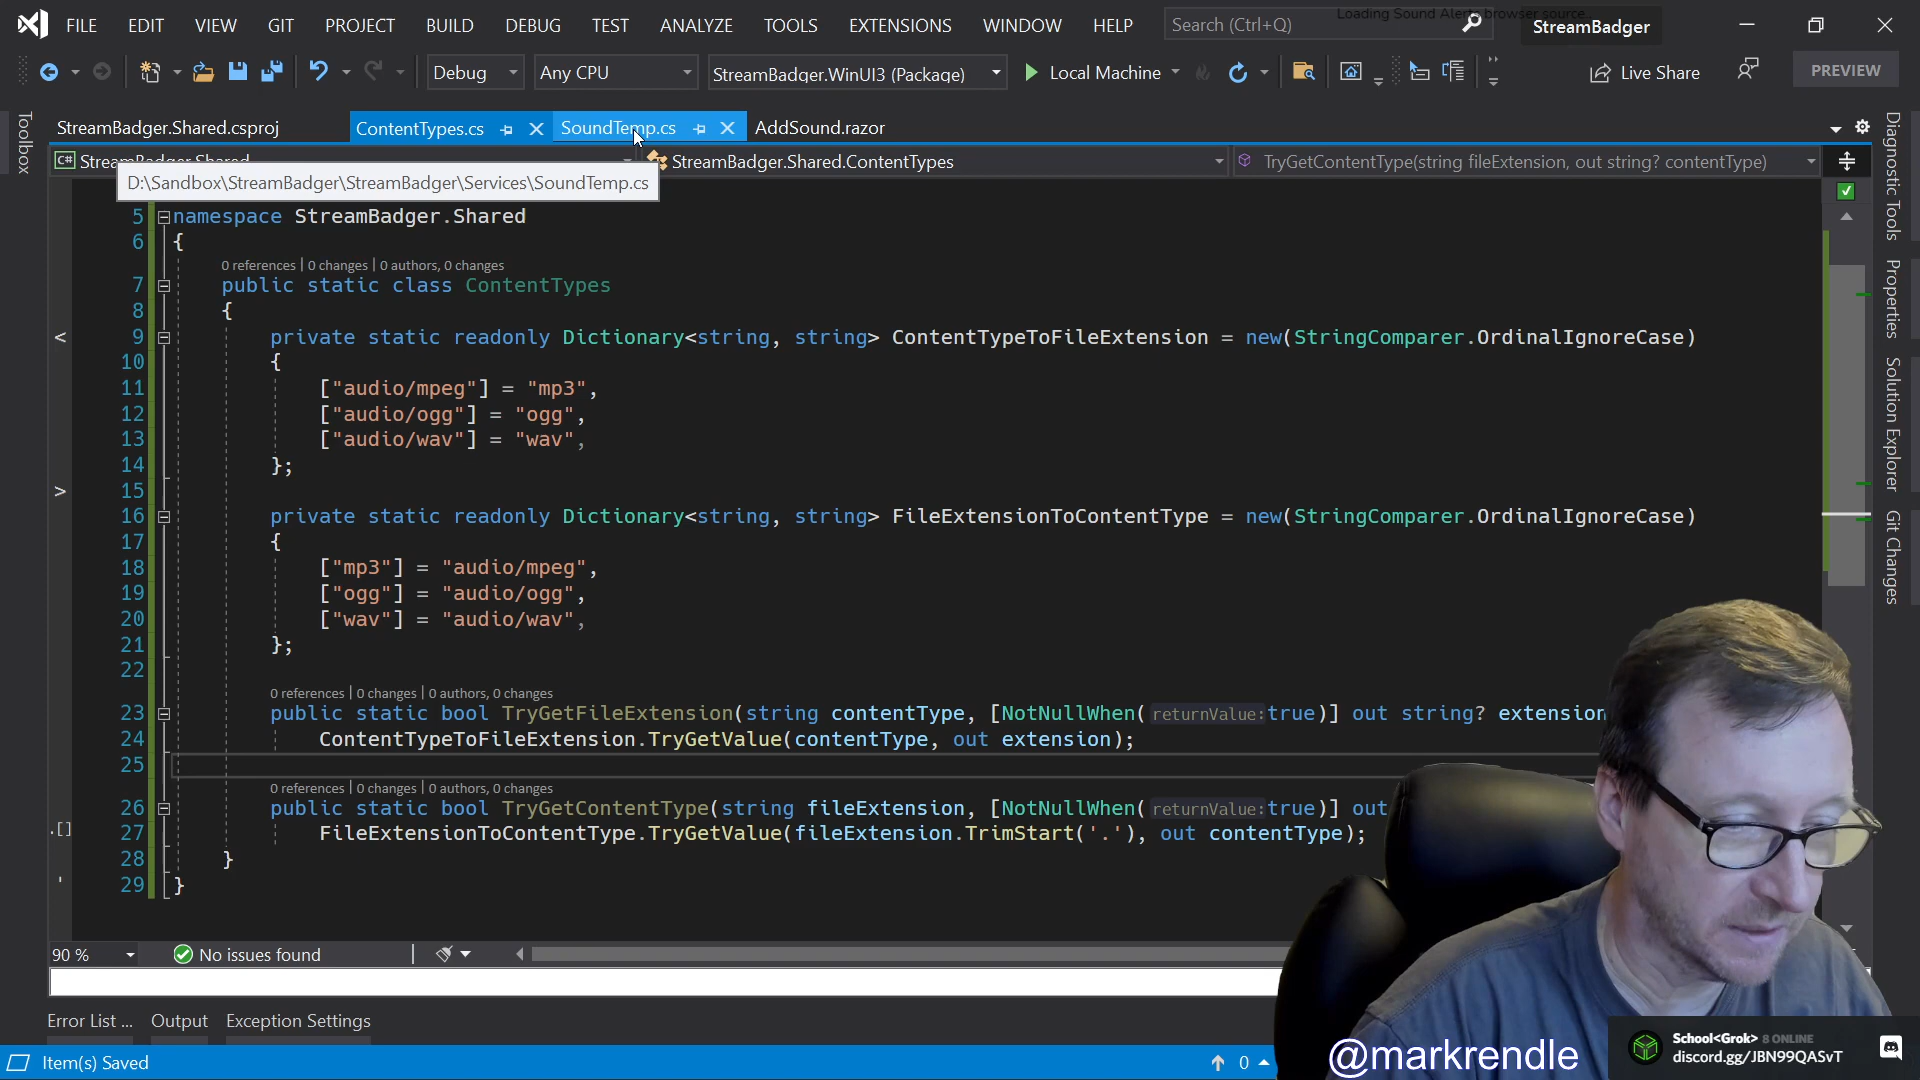 FILE EDIT VIEW GIT PROJECT BUILD DEBUG TEST ANALYZE TOOLS EXTENSIONS WINDOW HELP Search (Ctrl+Q) StreamBadger
Loading Sound Alerts browser source...
Debug Any CPU StreamBadger.WinUI3 (Package) Local Machine Live Share PREVIEW
Toolbox
StreamBadger.Shared.csproj ContentTypes.cs SoundTemp.cs AddSound.razor
C# StreamBadger.Shared StreamBadger.Shared.ContentTypes TryGetContentType(string fileExtension, out string? contentType)
D:\Sandbox\StreamBadger\StreamBadger\Services\SoundTemp.cs
5 namespace StreamBadger.Shared
6 {
0 references | 0 changes | 0 authors, 0 changes
7 public static class ContentTypes
8 {
9 private static readonly Dictionary<string, string> ContentTypeToFileExtension = new(StringComparer.OrdinalIgnoreCase)
10 {
11 ["audio/mpeg"] = "mp3",
12 ["audio/ogg"] = "ogg",
13 ["audio/wav"] = "wav",
14 };
15
16 private static readonly Dictionary<string, string> FileExtensionToContentType = new(StringComparer.OrdinalIgnoreCase)
17 {
18 ["mp3"] = "audio/mpeg",
19 ["ogg"] = "audio/ogg",
20 ["wav"] = "audio/wav",
21 };
22
0 references | 0 changes | 0 authors, 0 changes
23 public static bool TryGetFileExtension(string contentType, [NotNullWhen(returnValue:true)] out string? extension
24 ContentTypeToFileExtension.TryGetValue(contentType, out extension);
25
0 references | 0 changes | 0 authors, 0 changes
26 public static bool TryGetContentType(string fileExtension, [NotNullWhen(returnValue:true)] out
27 FileExtensionToContentType.TryGetValue(fileExtension.TrimStart('.'), out contentType);
28 }
29 }
<
>
.[]
'
Diagnostic Tools
Properties
Solution Explorer
Git Changes
90 % No issues found
Error List ... Output Exception Settings
Item(s) Saved 0
@markrendle
School<Grok> 8 ONLINE
discord.gg/JBN99QASvT